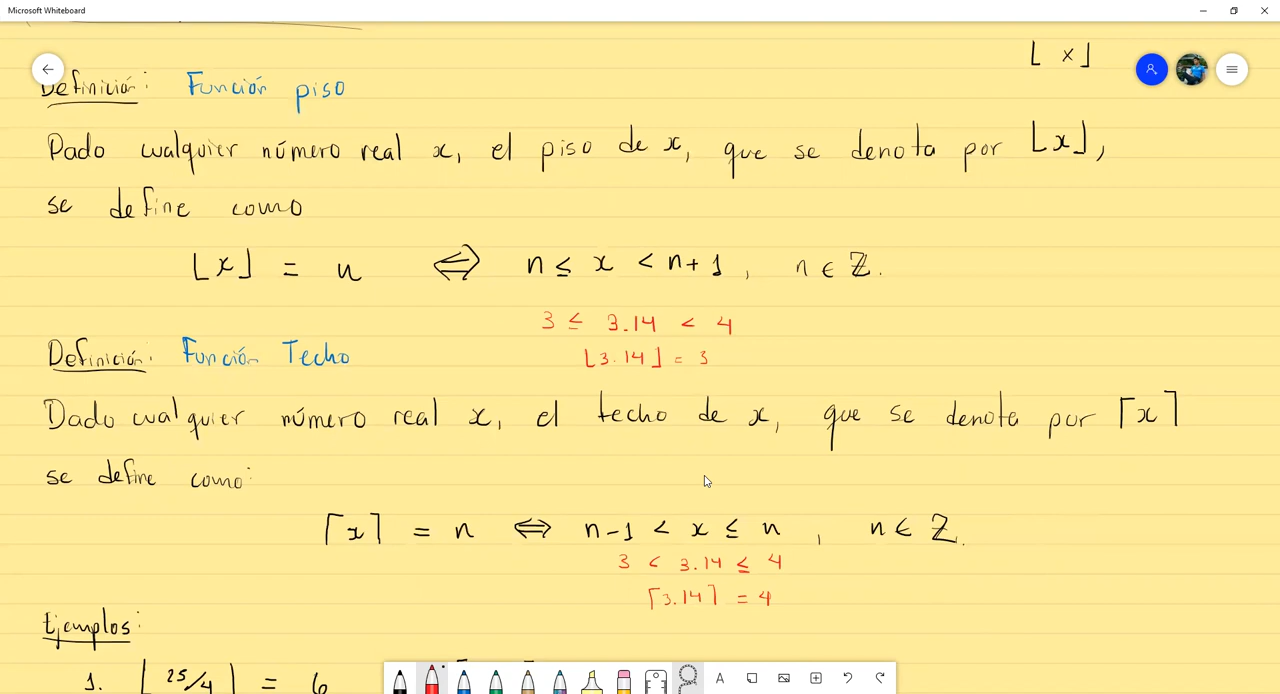 Microsoft Whiteboard
⌊ x ⌋
Definición: Función piso
Dado cualquier número real x, el piso de x, que se denota por ⌊x⌋,
se define como
⌊x⌋ = n ⟺ n ≤ x < n+1, n ∈ ℤ.
3 ≤ 3.14 < 4
⌊3.14⌋ = 3
Definición: Función Techo
Dado cualquier número real x, el techo de x, que se denota por ⌈x⌉
se define como:
⌈x⌉ = n ⟺ n-1 < x ≤ n, n ∈ ℤ.
3 < 3.14 ≤ 4
⌈3.14⌉ = 4
Ejemplos:
1. ⌊25/4⌋ = 6
A